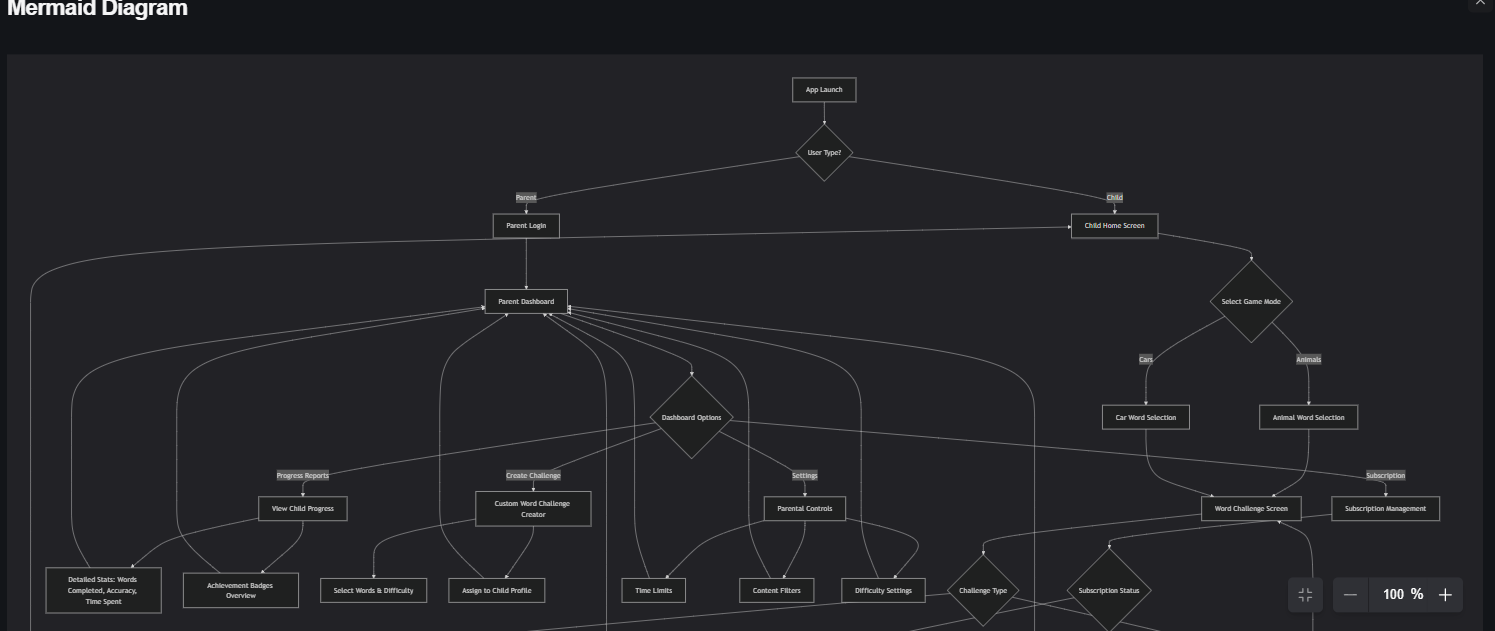 Mermaid Diagram
App Launch
User Type?
Parent
Child
Parent Login
Child Home Screen
Parent Dashboard
Select Game Mode
Cars
Animals
Dashboard Options
Car Word Selection
Animal Word Selection
Progress Reports
Create Challenge
Settings
Subscription
View Child Progress
Custom Word Challenge
Creator
Parental Controls
Word Challenge Screen
Subscription Management
Detailed Stats: Words
Completed, Accuracy,
Time Spent
Achievement Badges
Overview
Select Words & Difficulty
Assign to Child Profile
Time Limits
Content Filters
Difficulty Settings
Challenge Type
Subscription Status
100 %